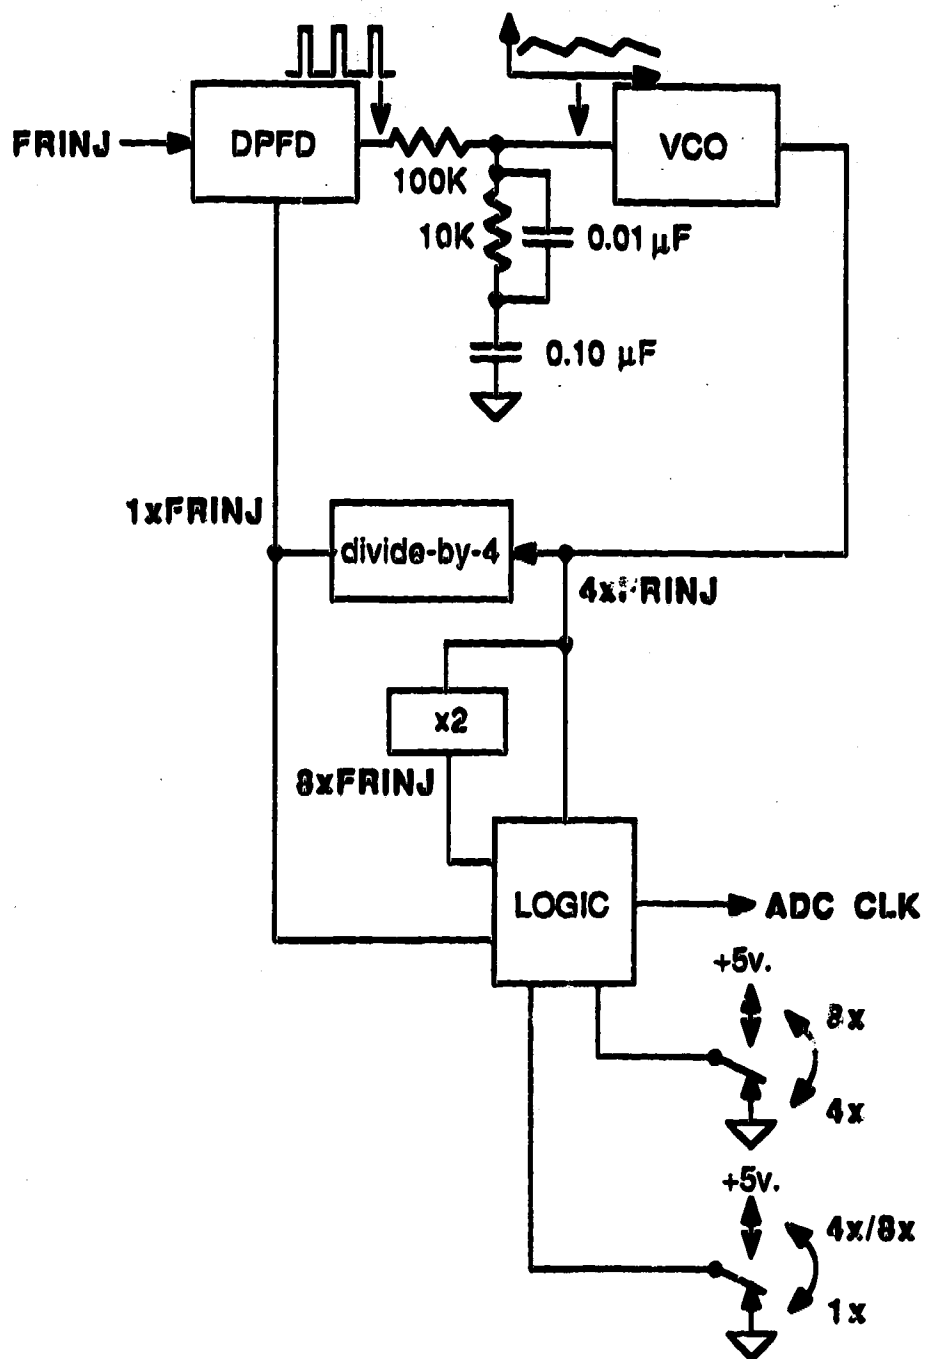 FRINJ
DPFD
VCO
100K
10K
0.01 µF
0.10 µF
1xFRINJ
divide-by-4
4xFRINJ
x2
8xFRINJ
LOGIC
ADC CLK
+5v.
8x
4x
+5v.
4x/8x
1x